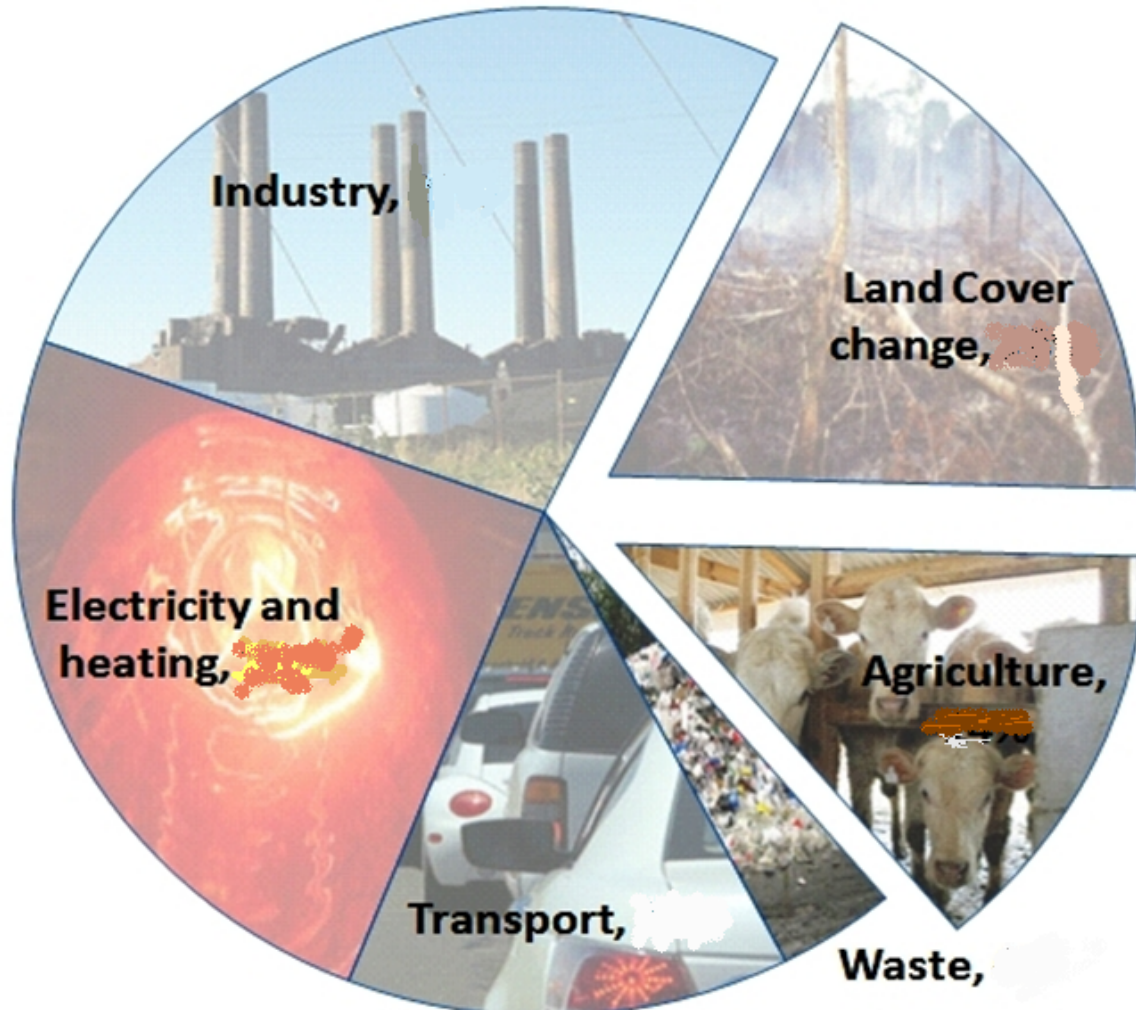 Industry,
Land Cover
change,
Electricity and
heating,
Agriculture,
Transport,
Waste,